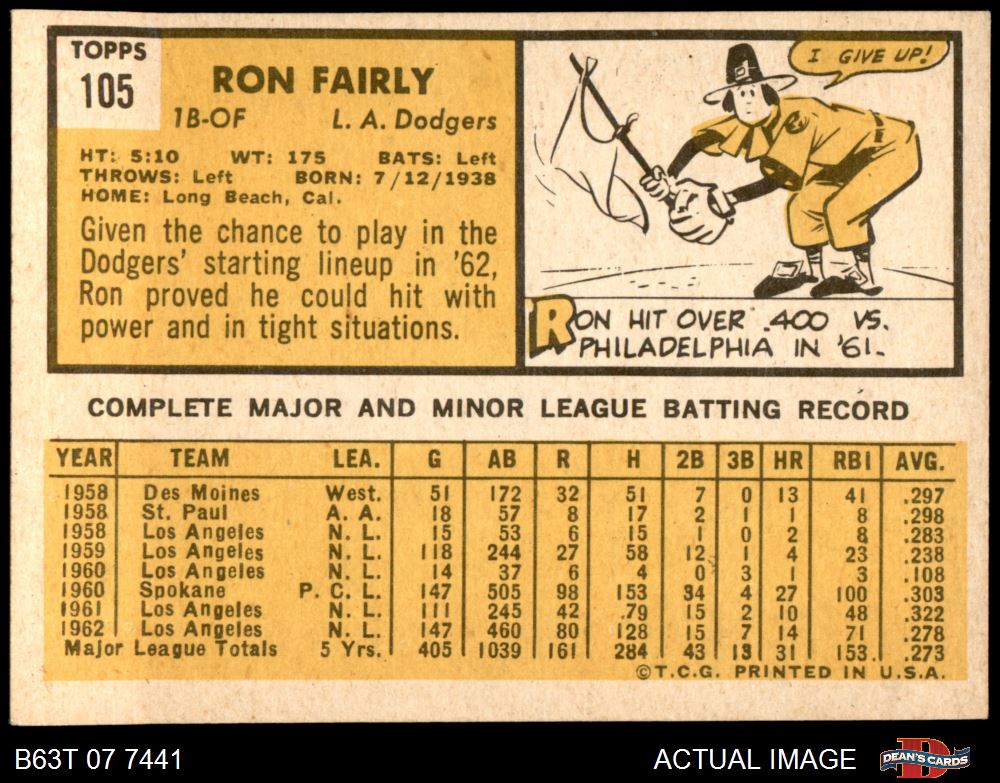 TOPPS
105
RON FAIRLY
1B-OF L. A. Dodgers
HT: 5:10 WT: 175 BATS: Left
THROWS: Left BORN: 7/12/1938
HOME: Long Beach, Cal.
Given the chance to play in the
Dodgers' starting lineup in '62,
Ron proved he could hit with
power and in tight situations.
I GIVE UP!
RON HIT OVER .400 VS.
PHILADELPHIA IN '61.
COMPLETE MAJOR AND MINOR LEAGUE BATTING RECORD
YEAR TEAM LEA. G AB R H 2B 3B HR RBI AVG.
1958 Des Moines West. 51 172 32 51 7 0 13 41 .297
1958 St. Paul A. A. 18 57 8 17 2 1 1 8 .298
1958 Los Angeles N. L. 15 53 6 15 1 0 2 8 .283
1959 Los Angeles N. L. 118 244 27 58 12 1 4 23 .238
1960 Los Angeles N. L. 14 37 6 4 0 3 1 3 .108
1960 Spokane P. C. L. 147 505 98 153 34 4 27 100 .303
1961 Los Angeles N. L. 111 245 42 .79 15 2 10 48 .322
1962 Los Angeles N. L. 147 460 80 128 15 7 14 71 .278
Major League Totals 5 Yrs. 405 1039 161 284 43 13 31 153. .273
©T.C.G. PRINTED IN U.S.A.
B63T 07 7441 ACTUAL IMAGE DEAN'S CARDS